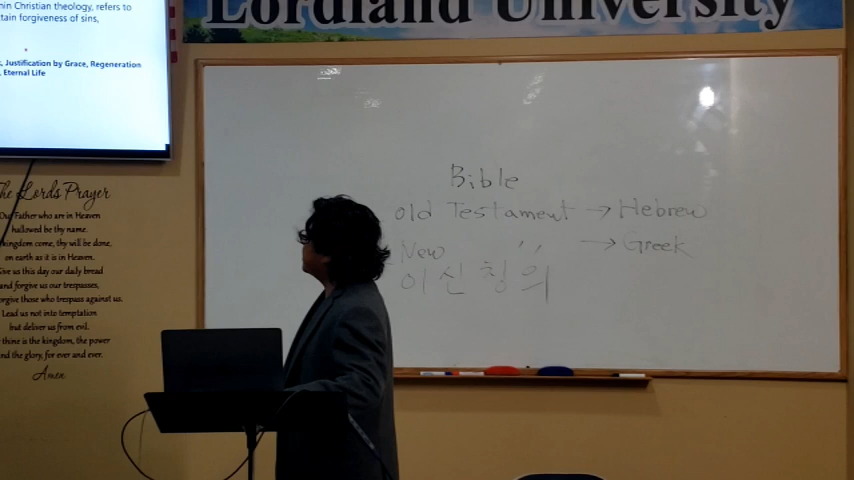 Lordland University
hin Christian theology, refers to
tain forgiveness of sins,
, Justification by Grace, Regeneration
, Eternal Life
Bible
Old Testament → Hebrew
New 〃 → Greek
이신칭의
The Lords Prayer
Our Father who are in Heaven
hallowed be thy name.
kingdom come, thy will be done,
on earth as it is in Heaven.
Give us this day our daily bread
and forgive us our trespasses,
forgive those who trespass against us.
Lead us not into temptation
but deliver us from evil.
thine is the kingdom, the power
and the glory, for ever and ever.
Amen